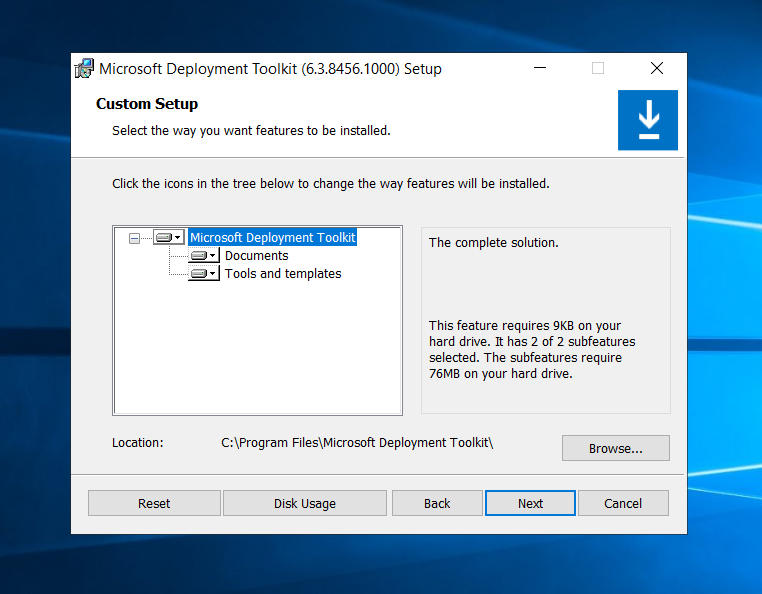 Microsoft Deployment Toolkit (6.3.8456.1000) Setup
Custom Setup
Select the way you want features to be installed.
Click the icons in the tree below to change the way features will be installed.
Microsoft Deployment Toolkit
Documents
Tools and templates
The complete solution.
This feature requires 9KB on your
hard drive. It has 2 of 2 subfeatures
selected. The subfeatures require
76MB on your hard drive.
Location:
C:\Program Files\Microsoft Deployment Toolkit\
Browse...
Reset
Disk Usage
Back
Next
Cancel